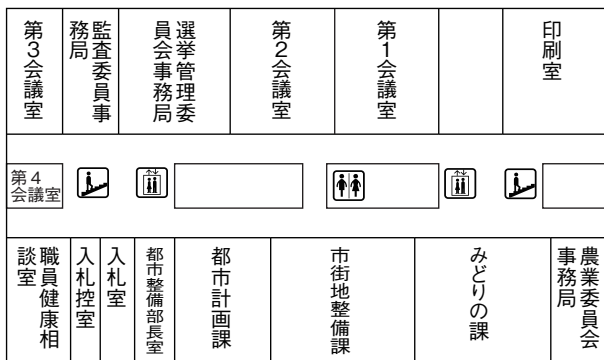 第3会議室
監査委員事
務局
選挙管理委
員会事務局
第2会議室
第1会議室
印刷室
第4
会議室
職員健康相
談室
入札控室
入札室
都市整備部長室
都市計画課
市街地整備課
みどりの課
農業委員会
事務局